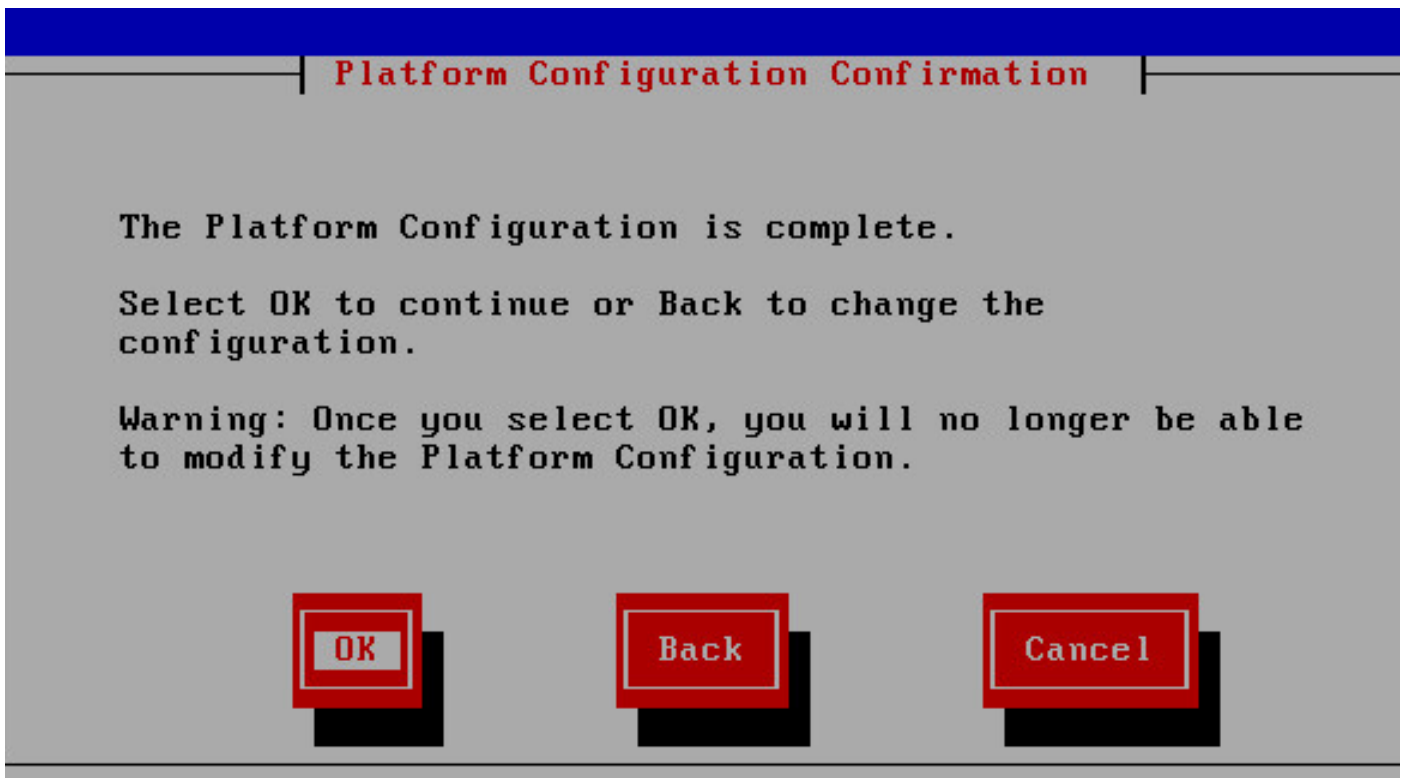 Platform Configuration Confirmation
The Platform Configuration is complete.
Select OK to continue or Back to change the
configuration.
Warning: Once you select OK, you will no longer be able
to modify the Platform Configuration.
OK Back Cancel